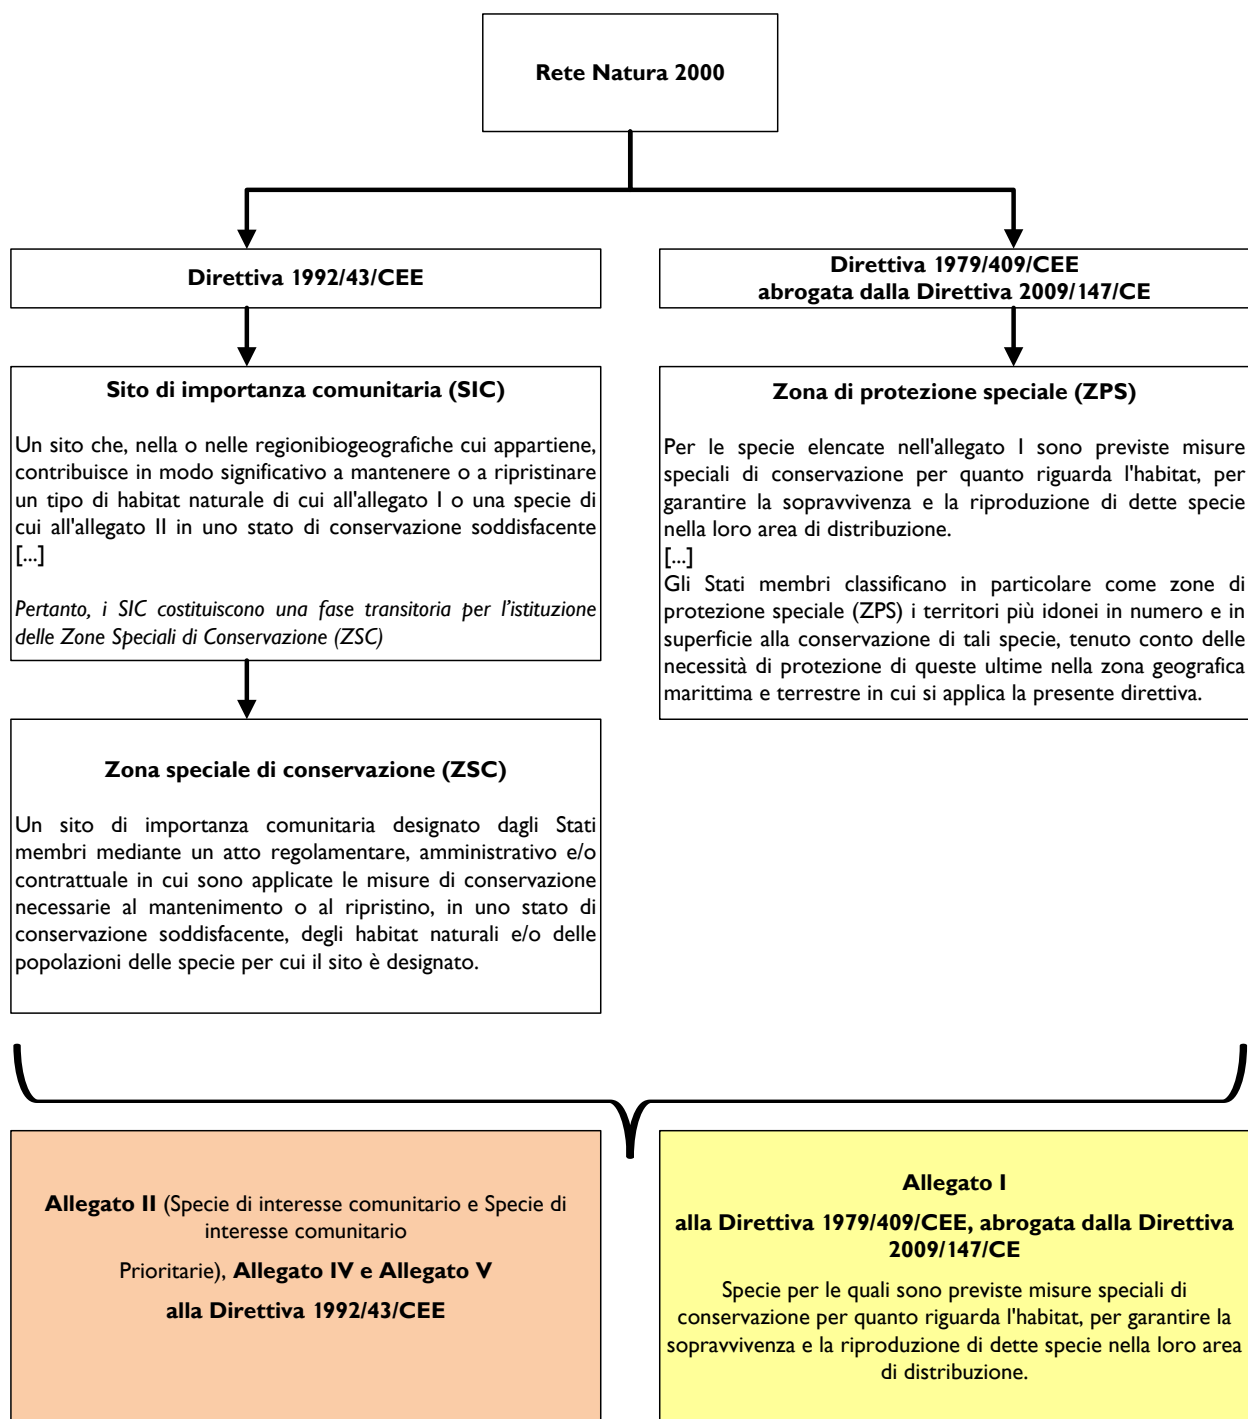 Rete Natura 2000
Direttiva 1992/43/CEE
Direttiva 1979/409/CEE
abrogata dalla Direttiva 2009/147/CE
Sito di importanza comunitaria (SIC)
Un sito che, nella o nelle regionibiogeografiche cui appartiene,
contribuisce in modo significativo a mantenere o a ripristinare
un tipo di habitat naturale di cui all'allegato I o una specie di
cui all'allegato II in uno stato di conservazione soddisfacente
[...]
Pertanto, i SIC costituiscono una fase transitoria per l’istituzione
delle Zone Speciali di Conservazione (ZSC)
Zona di protezione speciale (ZPS)
Per le specie elencate nell'allegato I sono previste misure
speciali di conservazione per quanto riguarda l'habitat, per
garantire la sopravvivenza e la riproduzione di dette specie
nella loro area di distribuzione.
[...]
Gli Stati membri classificano in particolare come zone di
protezione speciale (ZPS) i territori più idonei in numero e in
superficie alla conservazione di tali specie, tenuto conto delle
necessità di protezione di queste ultime nella zona geografica
marittima e terrestre in cui si applica la presente direttiva.
Zona speciale di conservazione (ZSC)
Un sito di importanza comunitaria designato dagli Stati
membri mediante un atto regolamentare, amministrativo e/o
contrattuale in cui sono applicate le misure di conservazione
necessarie al mantenimento o al ripristino, in uno stato di
conservazione soddisfacente, degli habitat naturali e/o delle
popolazioni delle specie per cui il sito è designato.
Allegato II (Specie di interesse comunitario e Specie di
interesse comunitario
Prioritarie), Allegato IV e Allegato V
alla Direttiva 1992/43/CEE
Allegato I
alla Direttiva 1979/409/CEE, abrogata dalla Direttiva
2009/147/CE
Specie per le quali sono previste misure speciali di
conservazione per quanto riguarda l'habitat, per garantire la
sopravvivenza e la riproduzione di dette specie nella loro area
di distribuzione.